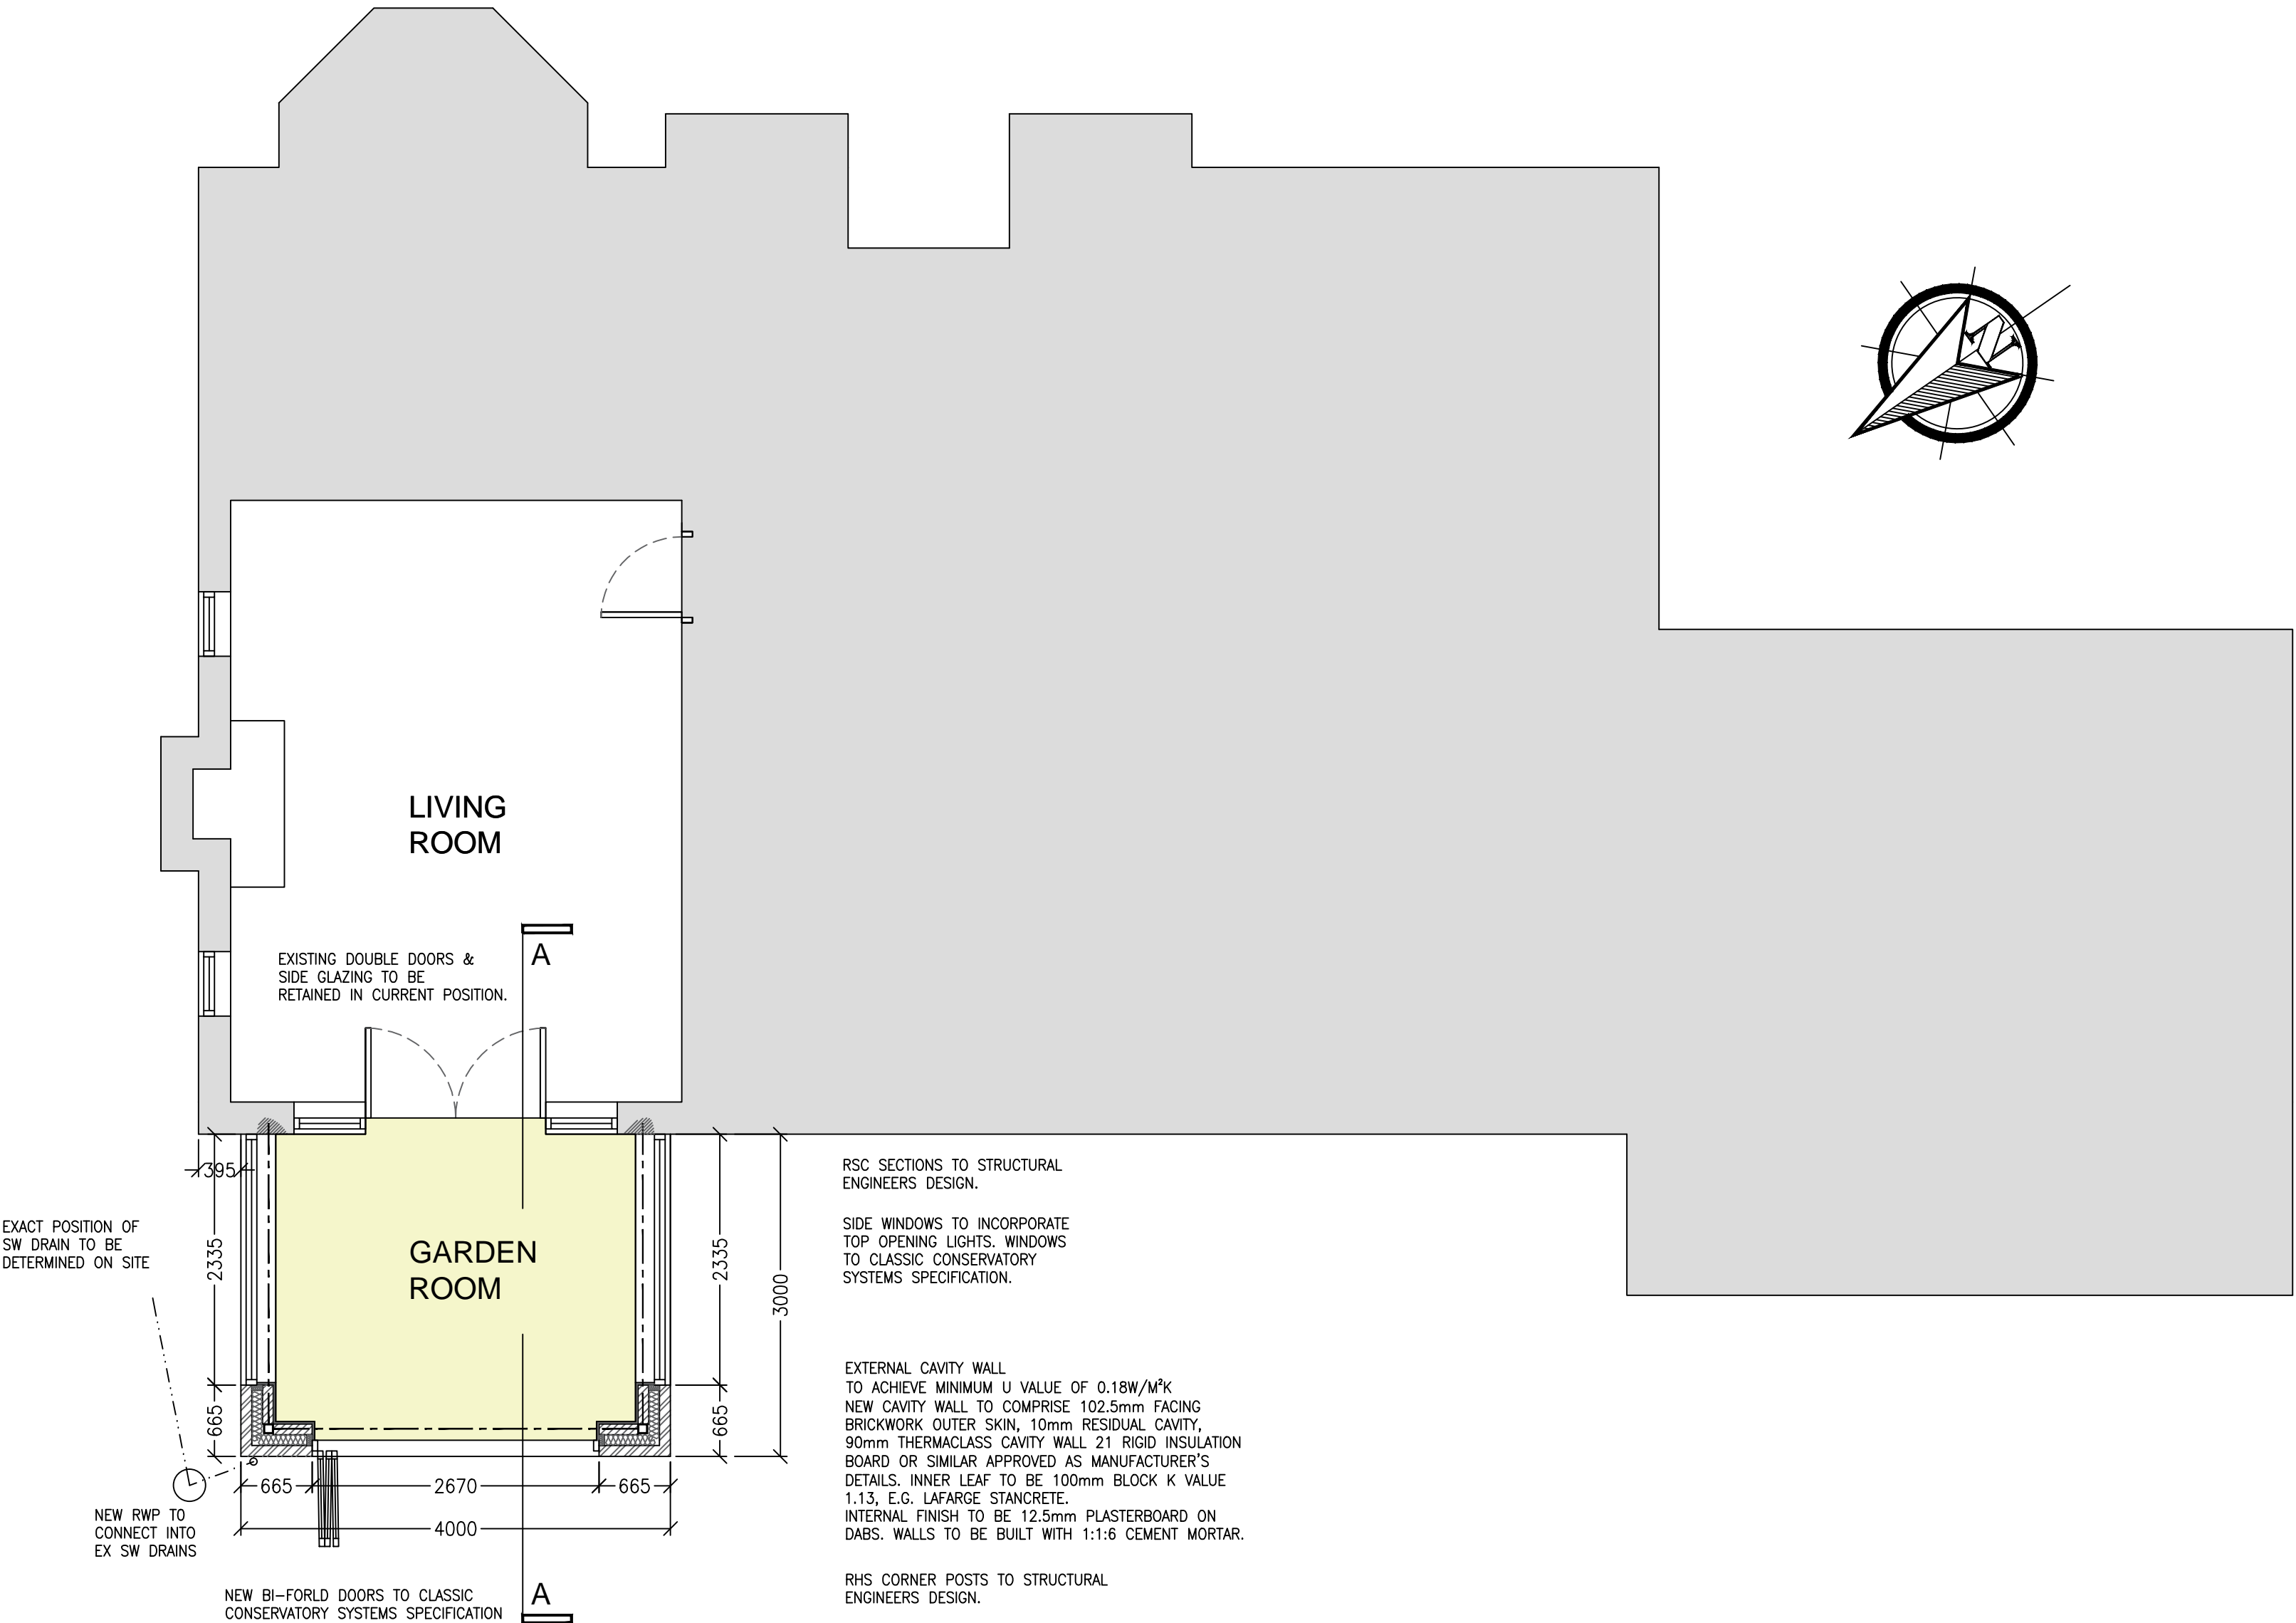 N
LIVING
ROOM
A
EXISTING DOUBLE DOORS &
SIDE GLAZING TO BE
RETAINED IN CURRENT POSITION.
395
2335
2335
3000
RSC SECTIONS TO STRUCTURAL
ENGINEERS DESIGN.
SIDE WINDOWS TO INCORPORATE
TOP OPENING LIGHTS. WINDOWS
TO CLASSIC CONSERVATORY
SYSTEMS SPECIFICATION.
EXACT POSITION OF
SW DRAIN TO BE
DETERMINED ON SITE
GARDEN
ROOM
EXTERNAL CAVITY WALL
TO ACHIEVE MINIMUM U VALUE OF 0.18W/M²K
NEW CAVITY WALL TO COMPRISE 102.5mm FACING
BRICKWORK OUTER SKIN, 10mm RESIDUAL CAVITY,
90mm THERMACLASS CAVITY WALL 21 RIGID INSULATION
BOARD OR SIMILAR APPROVED AS MANUFACTURER'S
DETAILS. INNER LEAF TO BE 100mm BLOCK K VALUE
1.13, E.G. LAFARGE STANCRETE.
INTERNAL FINISH TO BE 12.5mm PLASTERBOARD ON
DABS. WALLS TO BE BUILT WITH 1:1:6 CEMENT MORTAR.
665
665
665
2670
665
4000
NEW RWP TO
CONNECT INTO
EX SW DRAINS
NEW BI-FORLD DOORS TO CLASSIC
CONSERVATORY SYSTEMS SPECIFICATION
A
RHS CORNER POSTS TO STRUCTURAL
ENGINEERS DESIGN.